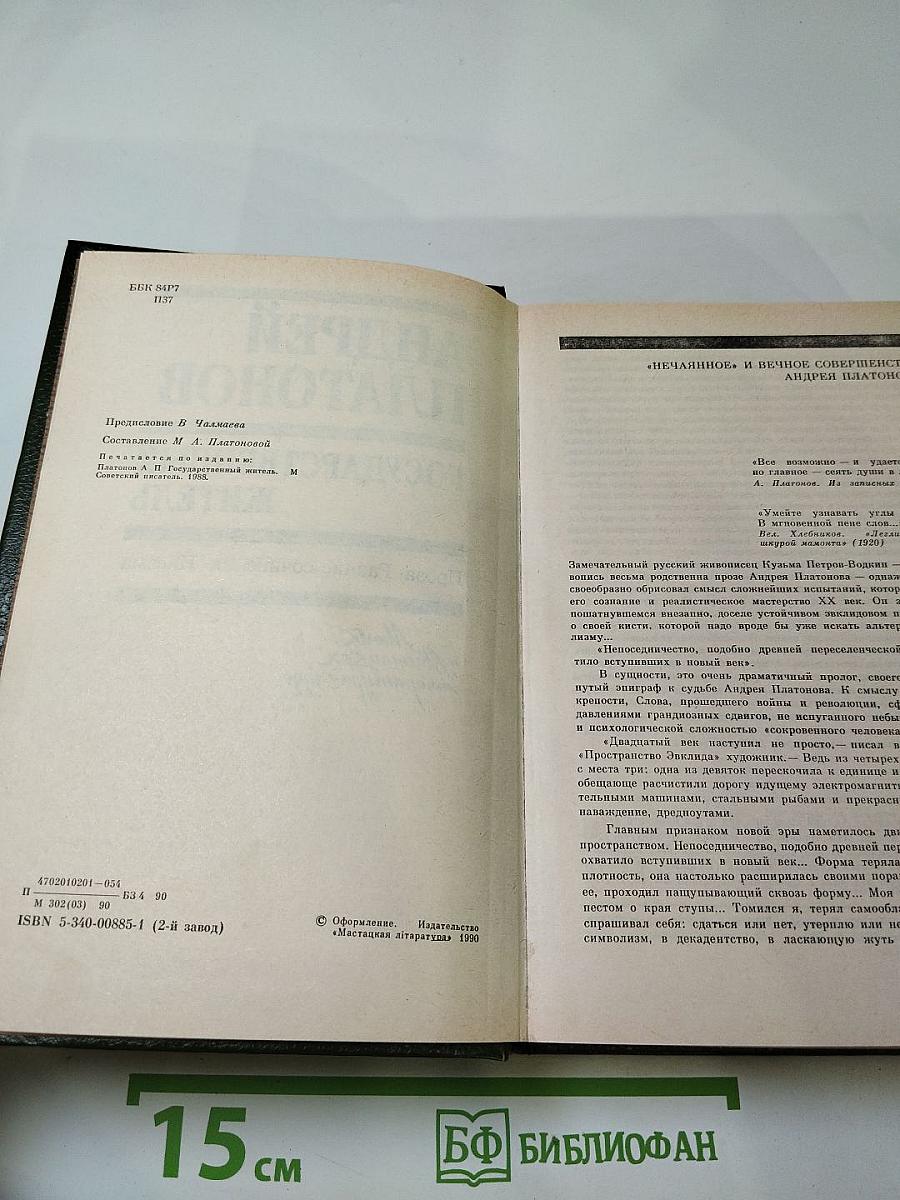 ББК 84Р7
П37
Предисловие В Чалмаева
Составление М А. Платоновой
Печатается по изданию:
Платонов А П Государственный житель. М
Советский писатель. 1988.
4702010201—054
П
БЗ 4 90
М 302(03) 90
ISBN 5-340-00885-1 (2-й завод)
© Оформление. Издательство
«Мастацкая літаратура» 1990
«НЕЧАЯННОЕ» И ВЕЧНОЕ СОВЕРШЕНСТ
АНДРЕЯ ПЛАТОНО
«Все возможно — и удаетс
но главное — сеять души в
А. Платонов. Из записных
«Умейте узнавать углы
В мгновенной пене слов...
Вел. Хлебников. «Легли
шкурой мамонта» (1920)
Замечательный русский живописец Кузьма Петров-Водкин —
вопись весьма родственна прозе Андрея Платонова — однаж
своеобразно обрисовал смысл сложнейших испытаний, котор
его сознание и реалистическое мастерство XX век. Он з
пошатнувшемся внезапно, доселе устойчивом эвклидовом п
о своей кисти, которой надо вроде бы уже искать альтер
лизму...
«Непоседничество, подобно древней переселенческой
тило вступивших в новый век».
В сущности, это очень драматичный пролог, своег
нутый эпиграф к судьбе Андрея Платонова. К смыслу
крепости, Слова, прошедшего войны и революции, сф
давлениями грандиозных сдвигов, не испуганного небы
и психологической сложностью «сокровенного человека
«Двадцатый век наступил не просто,— писал в
«Пространство Эвклида» художник.— Ведь из четырех
с места три: одна из девяток перескочила к единице и
обещающе расчистили дорогу идущему электромагнит
тельными машинами, стальными рыбами и прекрасн
наваждение, дредноутами.
Главным признаком новой эры наметилось дви
пространством. Непоседничество, подобно древней пер
охватило вступивших в новый век... Форма теряла
плотность, она настолько расширилась своими пора
ее, проходил нащупывающий сквозь форму... Моя
пестом о края ступы... Томился я, терял самообла
спрашивал себя: сдаться или нет, утерплю или не
символизм, в декадентство, в ласкающую жуть
15 см
БФ БИБЛИОФАН